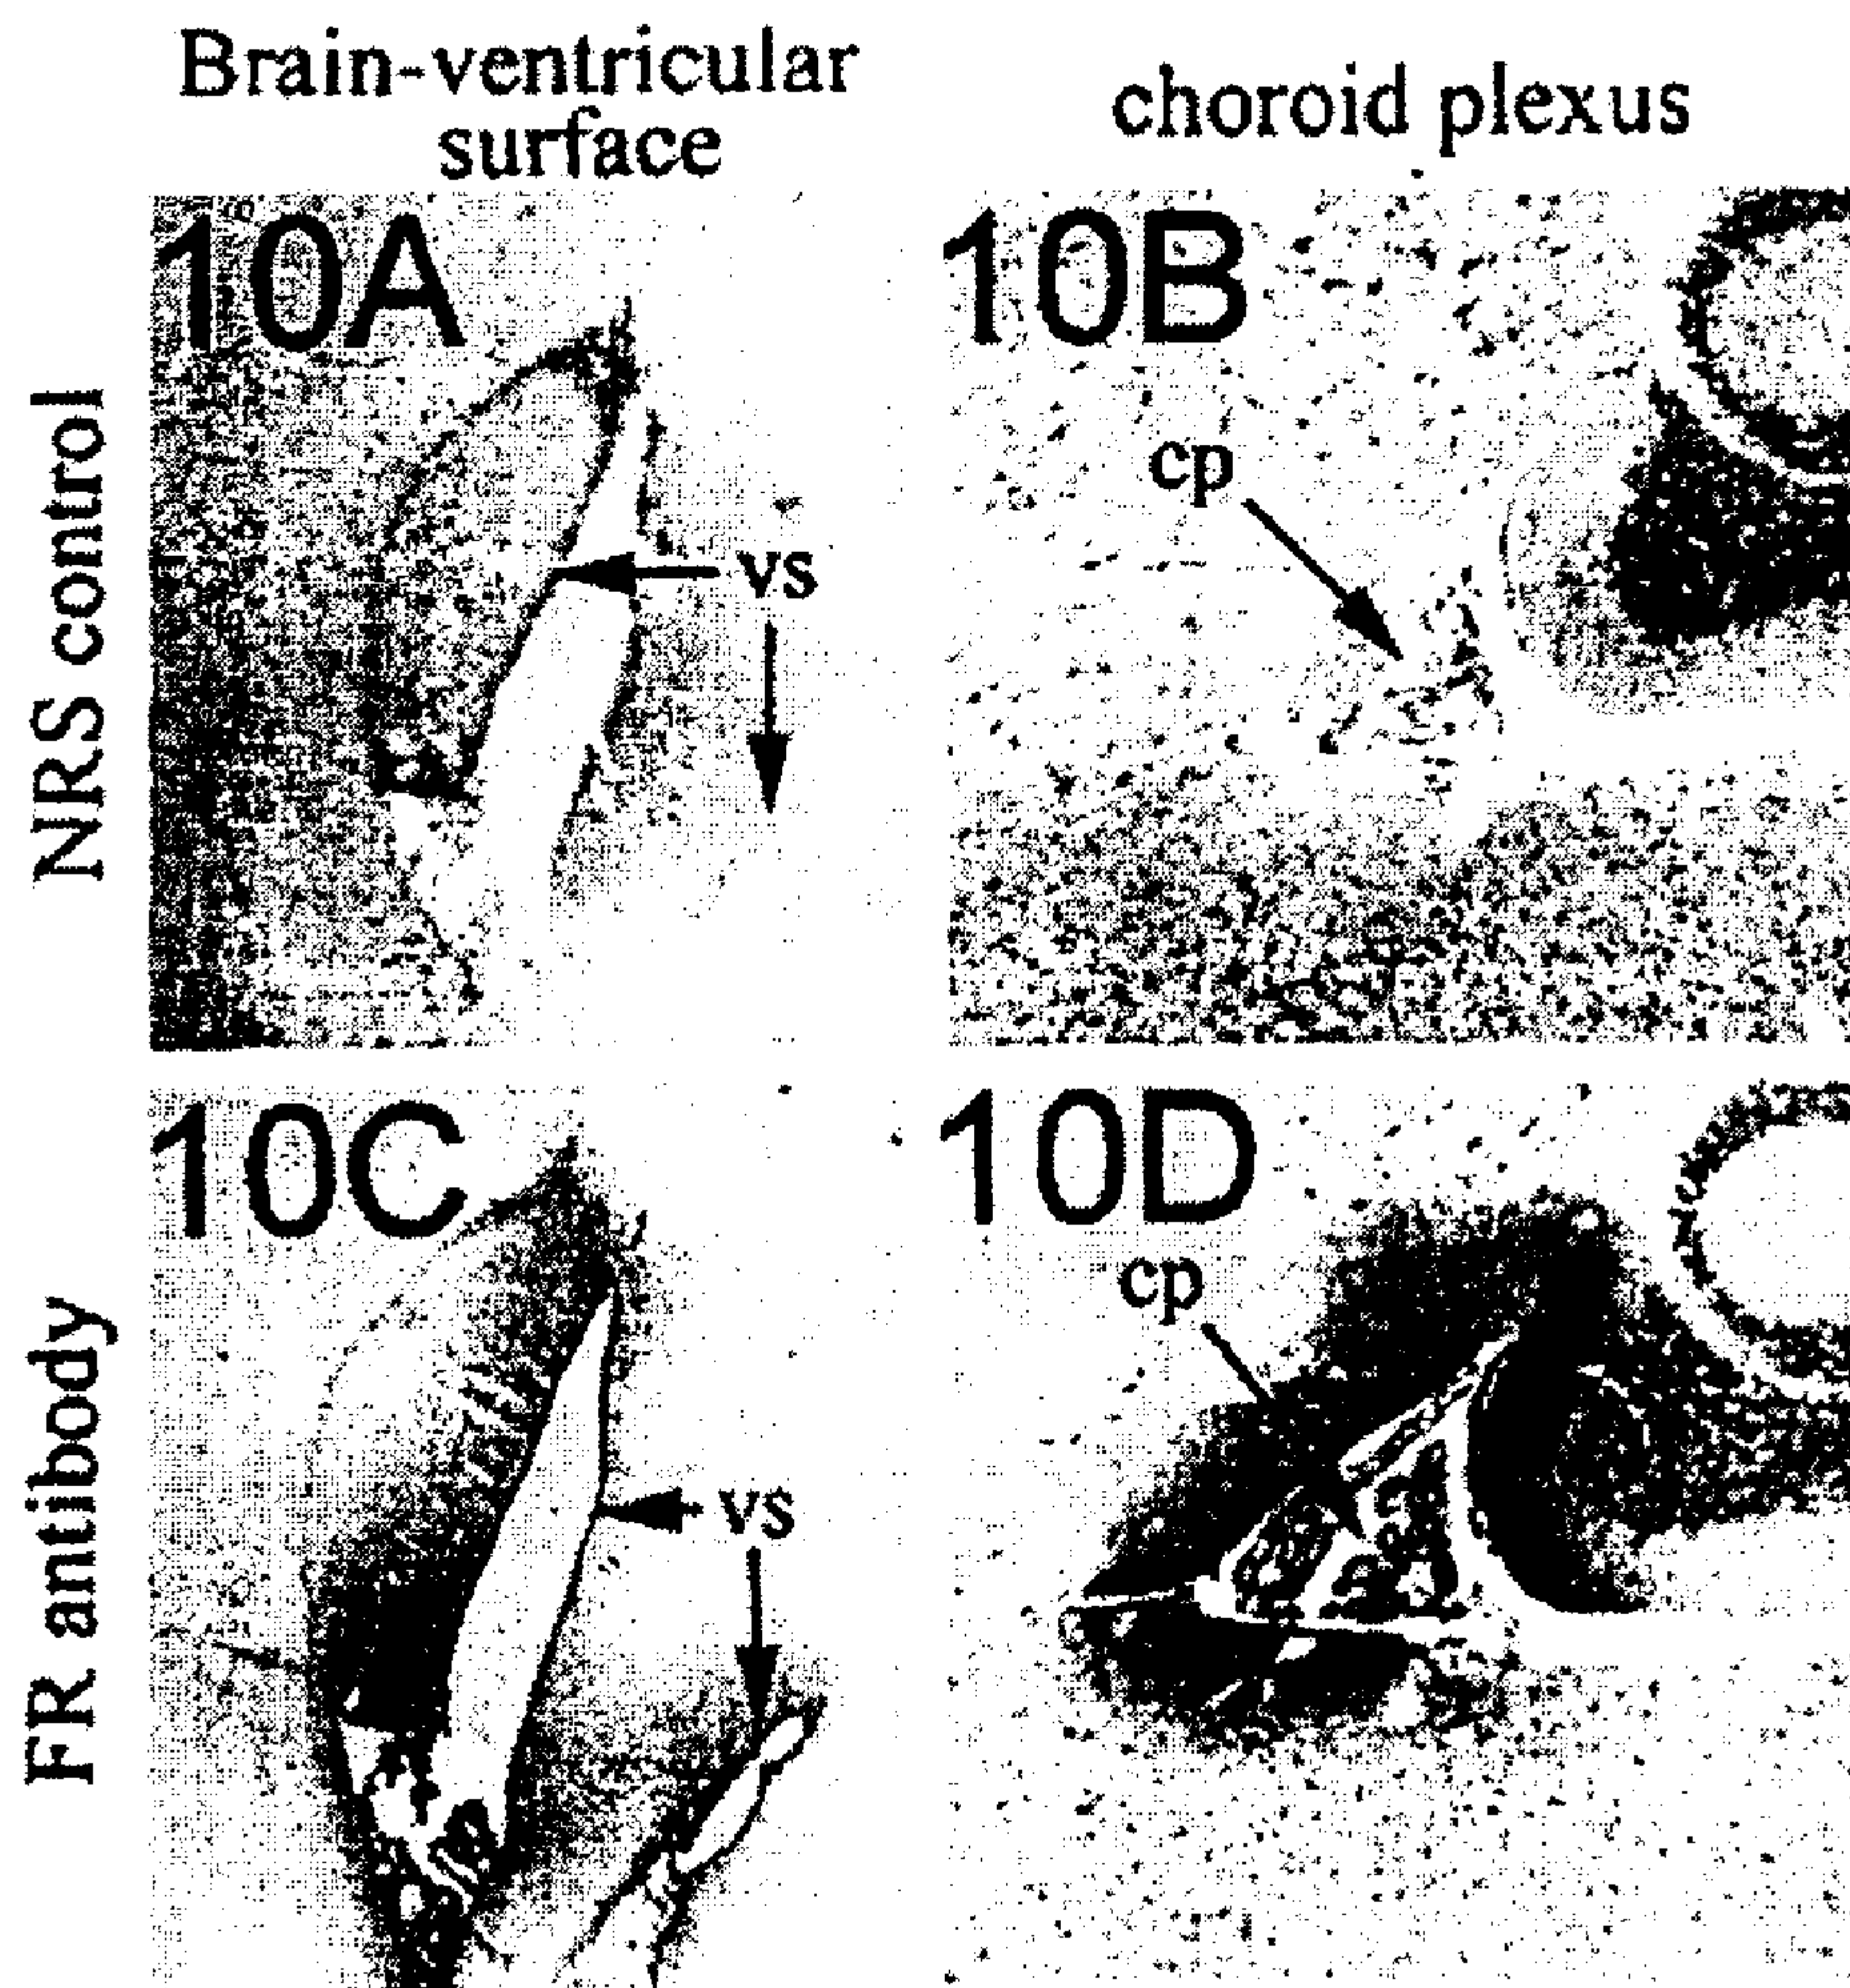 Brain-ventricular
surface
choroid plexus
NRS control
10A
vs
10B
cp
FR antibody
10C
vs
10D
cp